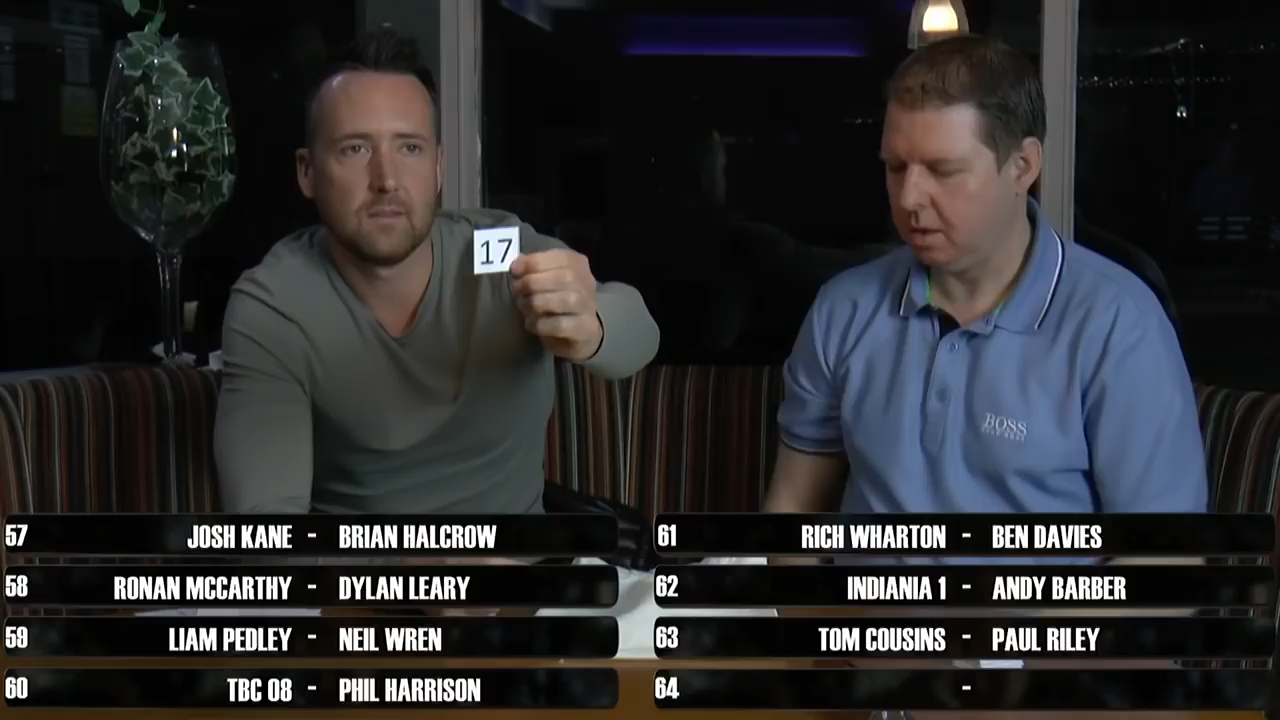 17
BOSS
57 JOSH KANE - BRIAN HALCROW
58 RONAN MCCARTHY - DYLAN LEARY
59 LIAM PEDLEY - NEIL WREN
60 TBC 08 - PHIL HARRISON
61 RICH WHARTON - BEN DAVIES
62 INDIANIA 1 - ANDY BARBER
63 TOM COUSINS - PAUL RILEY
64 -